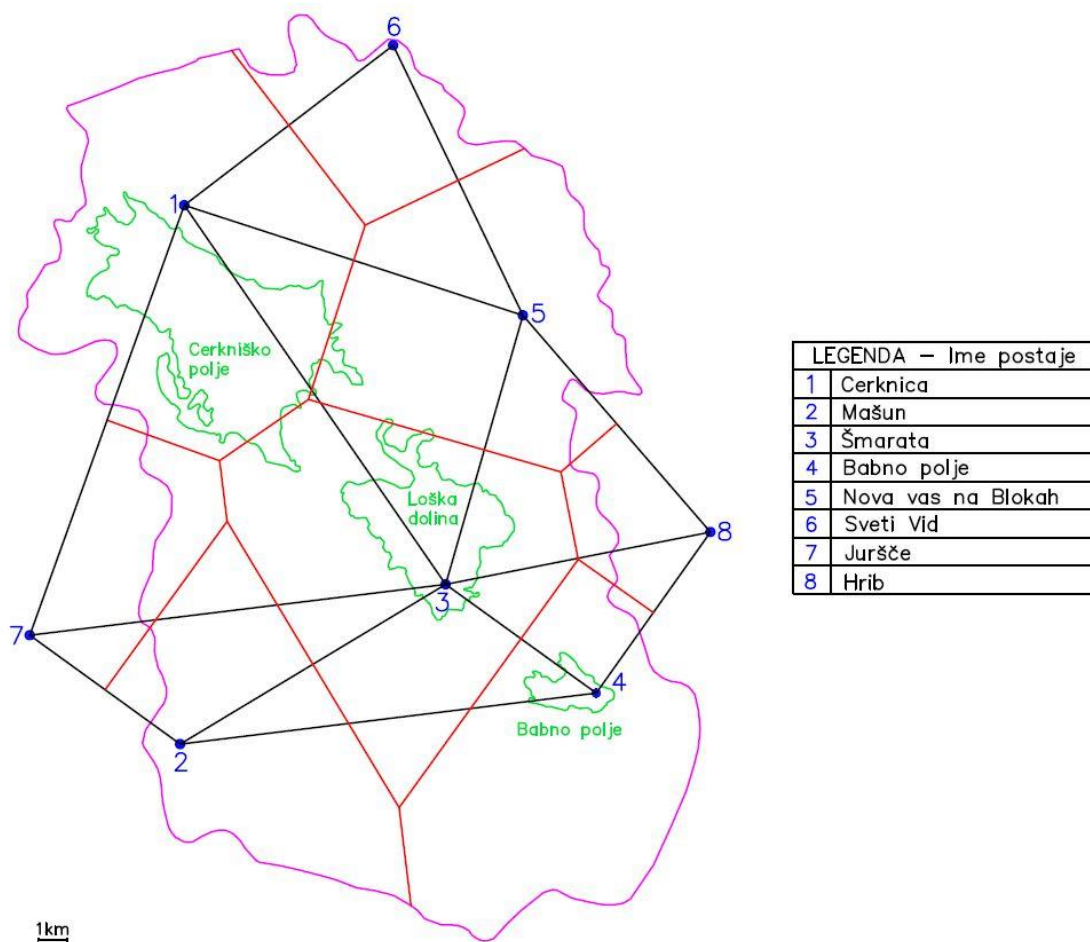 6
1
Cerkniško
polje
5
Loška
dolina
8
3
7
4
Babno polje
2
1km
LEGENDA – Ime postaje
1 Cerknica
2 Mašun
3 Šmarata
4 Babno polje
5 Nova vas na Blokah
6 Sveti Vid
7 Juršče
8 Hrib